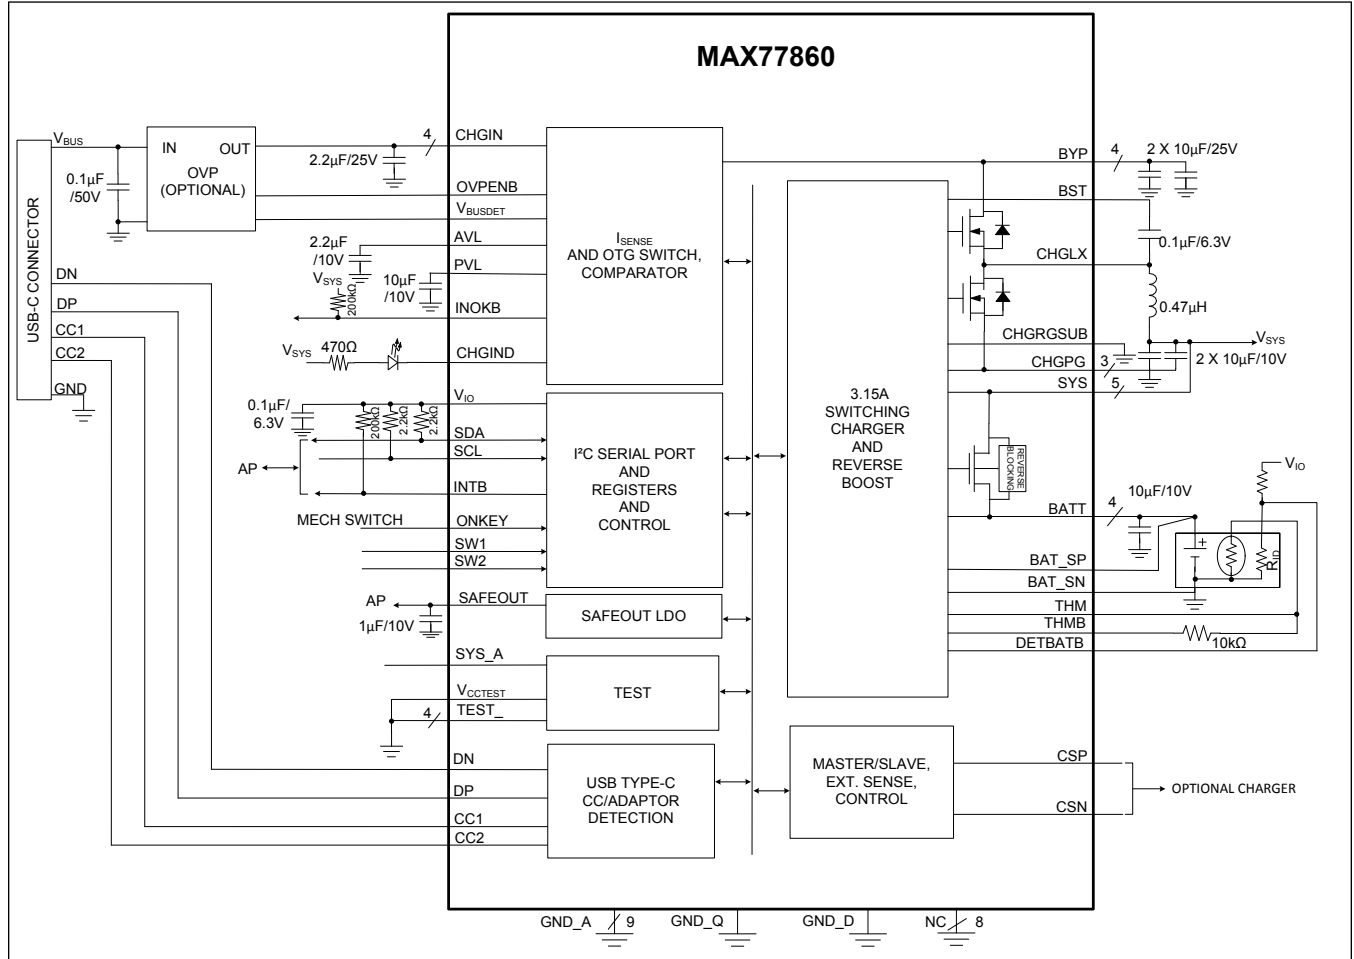 MAX77860
USB-C CONNECTOR
VBUS
DN
DP
CC1
CC2
GND
0.1µF
/50V
IN OUT
OVP
(OPTIONAL)
2.2µF/25V
4
CHGIN
OVPENB
VBUSDET
2.2µF
/10V
AVL
VSYS
10µF
/10V
PVL
200kΩ
INOKB
VSYS
470Ω
CHGIND
ISENSE
AND OTG SWITCH,
COMPARATOR
0.1µF/
6.3V
VIO
200kΩ
2.2kΩ
2.2kΩ
AP
SDA
SCL
INTB
MECH SWITCH
ONKEY
SW1
SW2
I²C SERIAL PORT
AND
REGISTERS
AND
CONTROL
AP
1µF/10V
SAFEOUT
SAFEOUT LDO
SYS_A
VCCTEST
4
TEST_
TEST
DN
DP
CC1
CC2
USB TYPE-C
CC/ADAPTOR
DETECTION
3.15A
SWITCHING
CHARGER
AND
REVERSE
BOOST
REVERSE
BLOCKING
MASTER/SLAVE,
EXT. SENSE,
CONTROL
BYP
4
2 X 10µF/25V
BST
0.1µF/6.3V
CHGLX
0.47µH
CHGRGSUB
VSYS
CHGPG
3
2 X 10µF/10V
SYS
5
BATT
4
10µF/10V
VIO
+
RID
BAT_SP
BAT_SN
THM
THMB
10kΩ
DETBATB
CSP
CSN
OPTIONAL CHARGER
GND_A
9
GND_Q
GND_D
NC
8